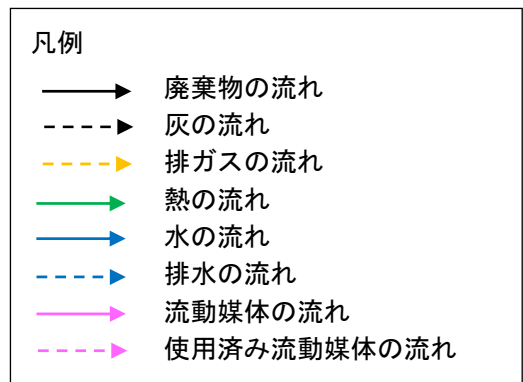 凡例
廃棄物の流れ
灰の流れ
排ガスの流れ
熱の流れ
水の流れ
排水の流れ
流動媒体の流れ
使用済み流動媒体の流れ